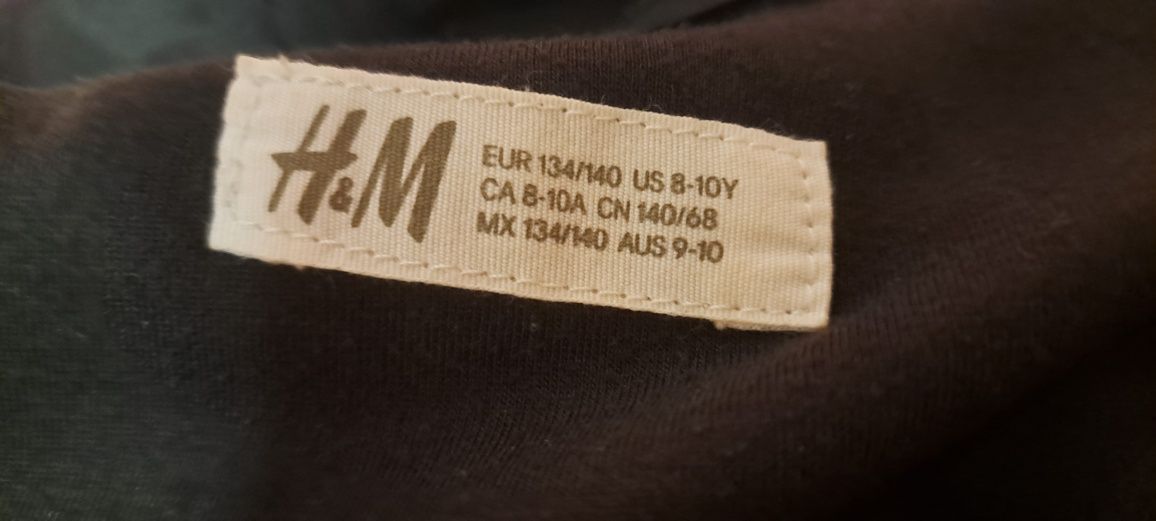 H&M
EUR 134/140 US 8-10Y
CA 8-10A CN 140/68
MX 134/140 AUS 9-10